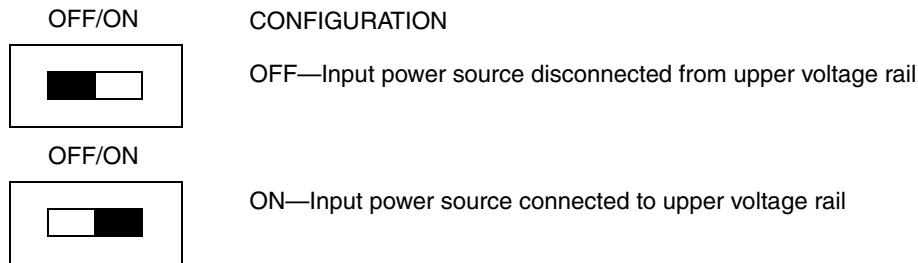 OFF/ON CONFIGURATION
OFF—Input power source disconnected from upper voltage rail
OFF/ON
ON—Input power source connected to upper voltage rail